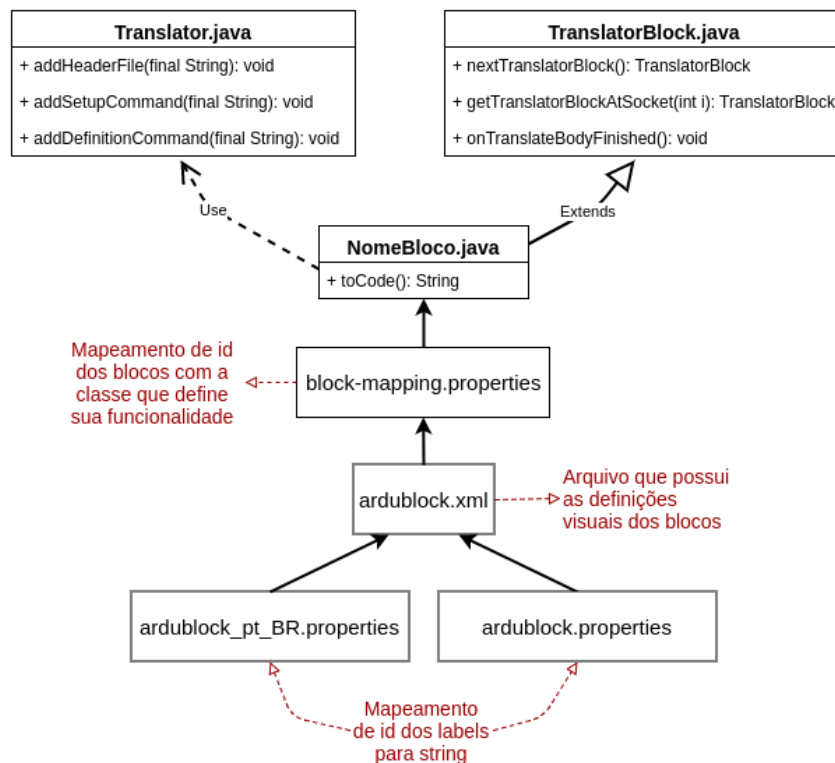 Translator.java
+ addHeaderFile(final String): void
+ addSetupCommand(final String): void
+ addDefinitionCommand(final String): void
TranslatorBlock.java
+ nextTranslatorBlock(): TranslatorBlock
+ getTranslatorBlockAtSocket(int i): TranslatorBlock
+ onTranslateBodyFinished(): void
Use
Extends
NomeBloco.java
+ toCode(): String
Mapeamento de id
dos blocos com a
classe que define
sua funcionalidade
block-mapping.properties
ardublock.xml
Arquivo que possui
as definições
visuais dos blocos
ardublock_pt_BR.properties
ardublock.properties
Mapeamento
de id dos labels
para string